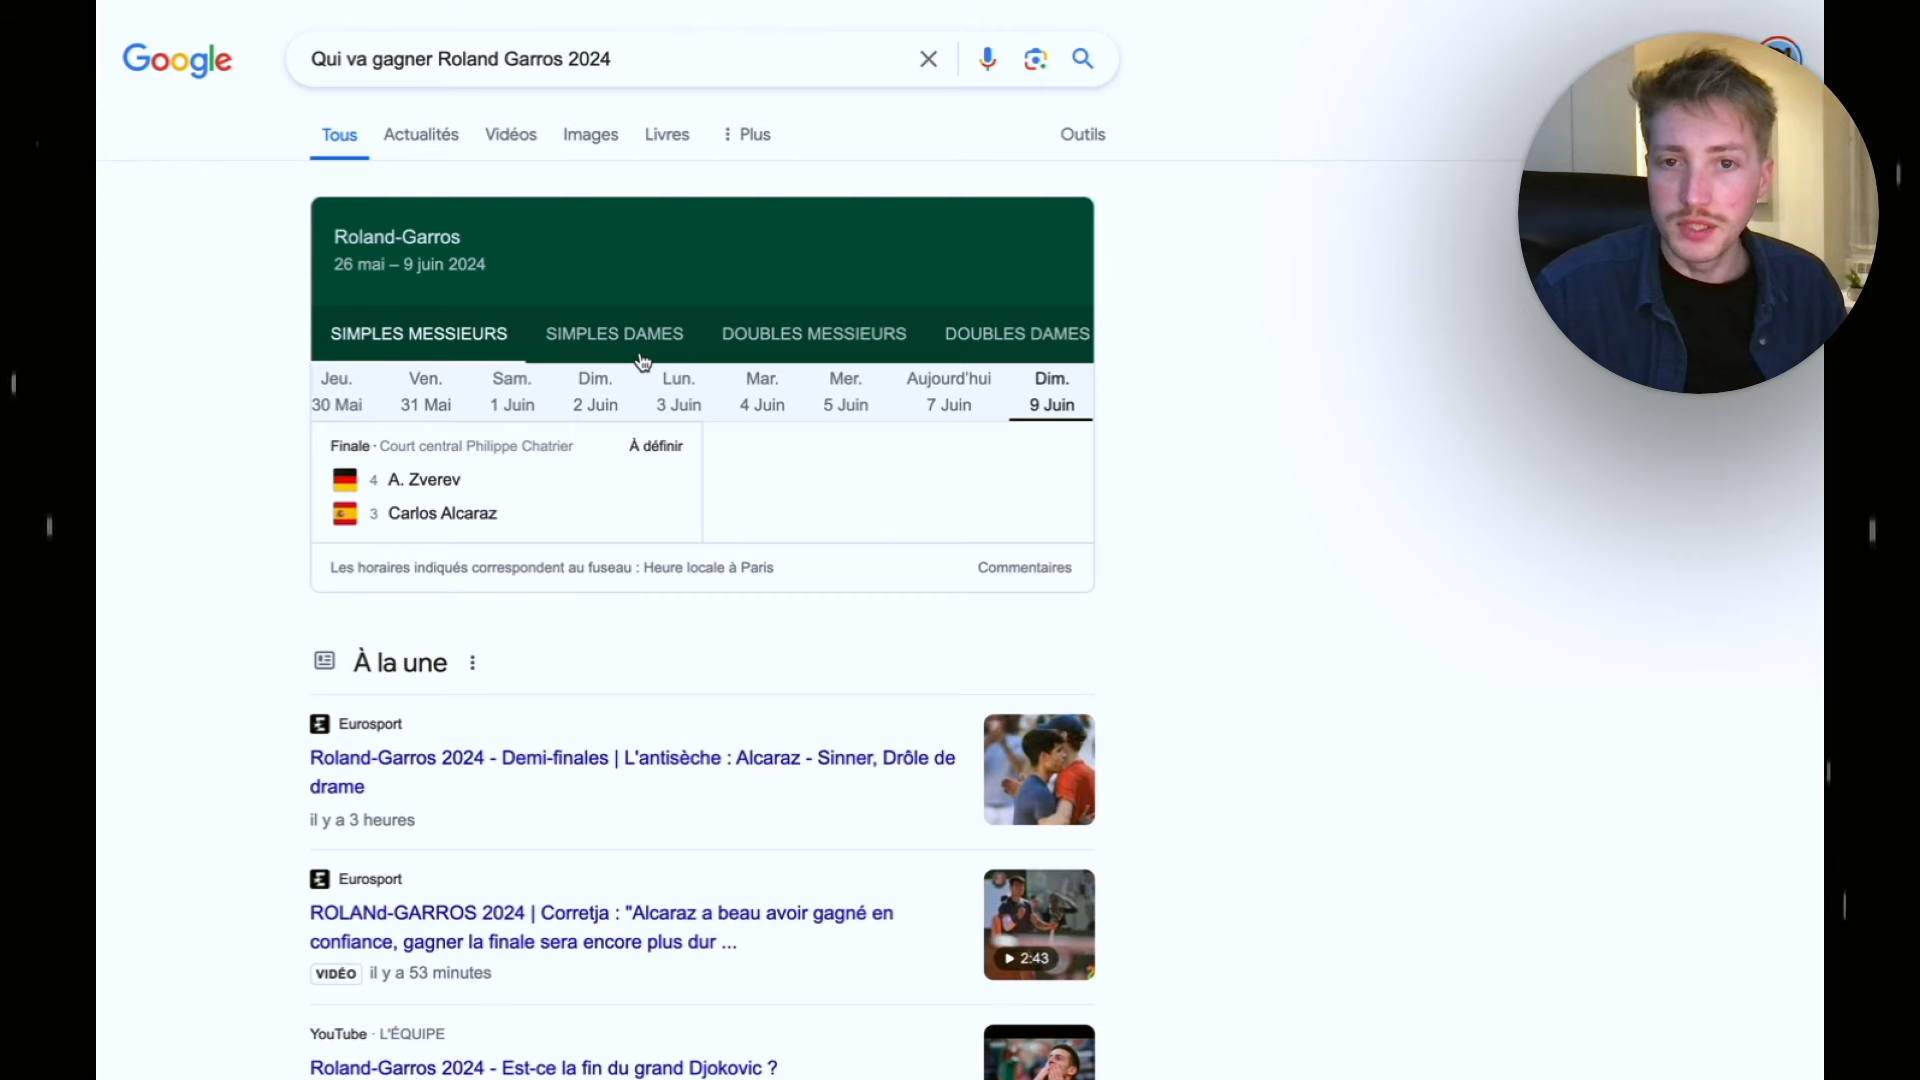 Google
Qui va gagner Roland Garros 2024
Tous
Actualités
Vidéos
Images
Livres
Plus
Outils
Roland-Garros
26 mai – 9 juin 2024
SIMPLES MESSIEURS
SIMPLES DAMES
DOUBLES MESSIEURS
DOUBLES DAMES
Jeu. Ven. Sam. Dim. Lun. Mar. Mer. Aujourd'hui Dim.
30 Mai 31 Mai 1 Juin 2 Juin 3 Juin 4 Juin 5 Juin 7 Juin 9 Juin
Finale · Court central Philippe Chatrier À définir
4 A. Zverev
3 Carlos Alcaraz
Les horaires indiqués correspondent au fuseau : Heure locale à Paris
Commentaires
À la une
Eurosport
Roland-Garros 2024 - Demi-finales | L'antisèche : Alcaraz - Sinner, Drôle de
drame
il y a 3 heures
Eurosport
ROLANd-GARROS 2024 | Corretja : "Alcaraz a beau avoir gagné en
confiance, gagner la finale sera encore plus dur ...
VIDÉO il y a 53 minutes
2:43
YouTube · L'ÉQUIPE
Roland-Garros 2024 - Est-ce la fin du grand Djokovic ?